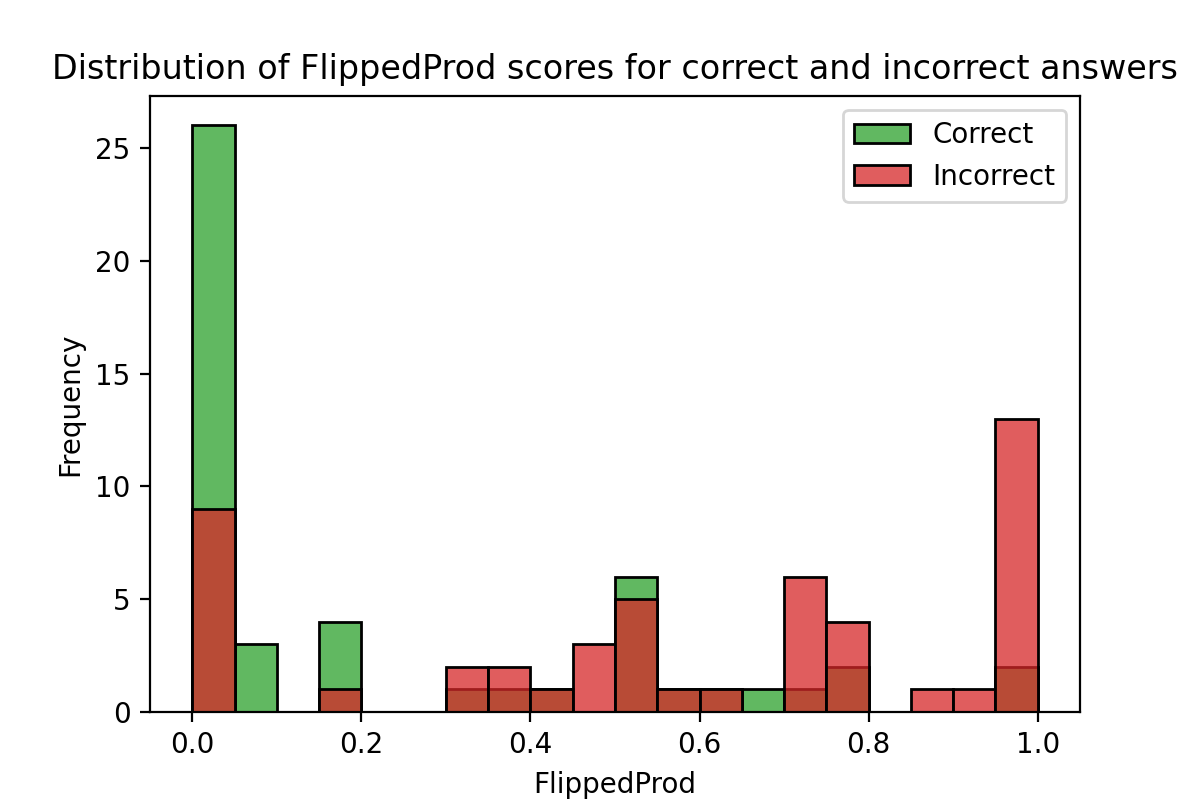 Distribution of FlippedProd scores for correct and incorrect answers
Correct
Incorrect
25
20
15
10
5
0
Frequency
0.0 0.2 0.4 0.6 0.8 1.0
FlippedProd